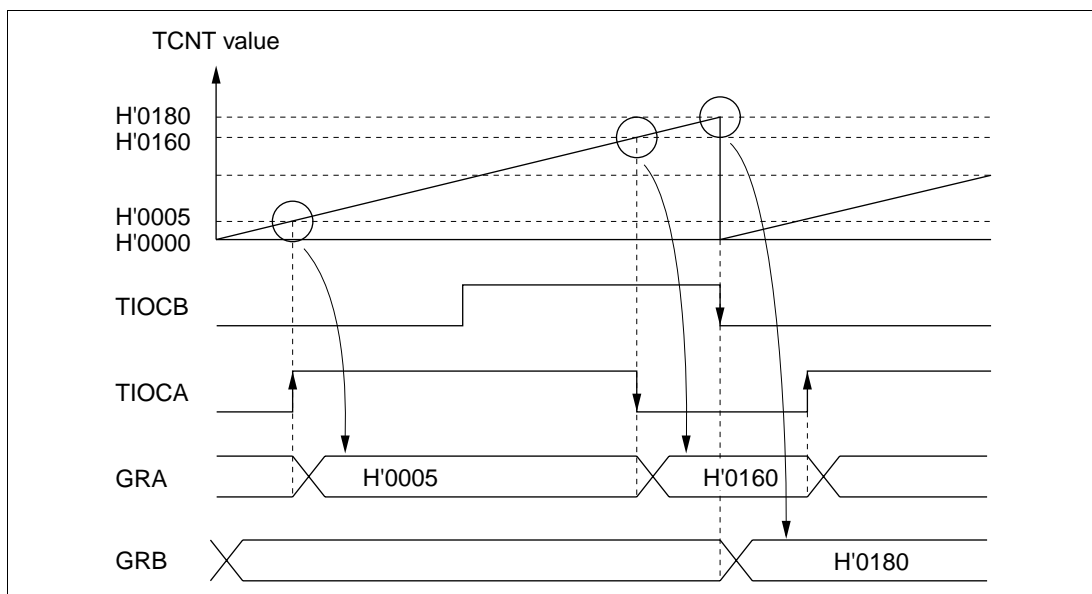 TCNT value
H'0180
H'0160
H'0005
H'0000
TIOCB
TIOCA
GRA H'0005 H'0160
GRB H'0180